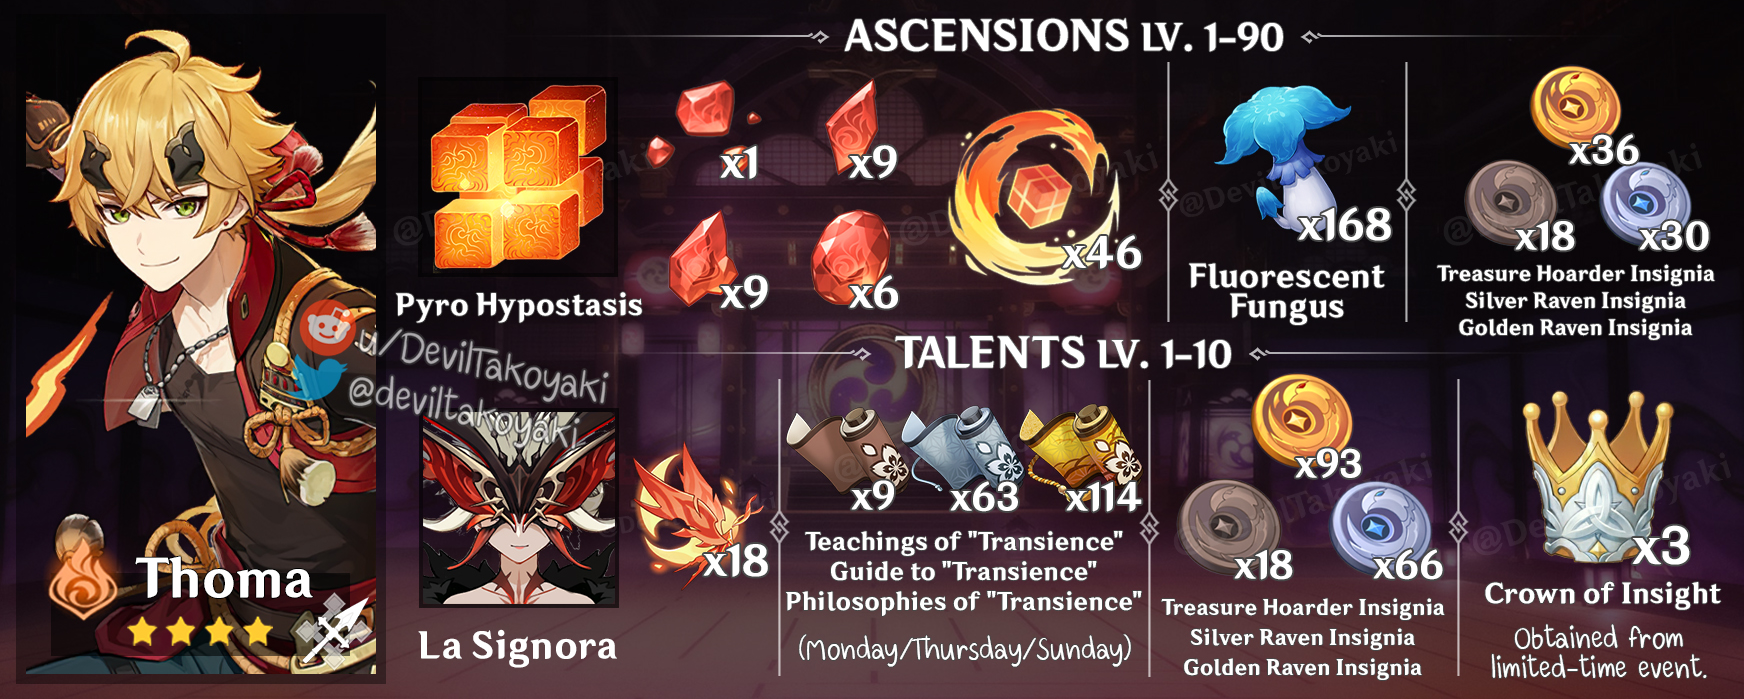 ASCENSIONS LV. 1-90
x1
x9
x9
x6
x46
x168
x36
x18
x30
Pyro Hypostasis
Fluorescent
Fungus
Treasure Hoarder Insignia
Silver Raven Insignia
Golden Raven Insignia
u/DevilTakoyaki
@deviltakoyaki
TALENTS LV. 1-10
x18
x9
x63
x114
x93
x18
x66
x3
Teachings of "Transience"
Guide to "Transience"
Philosophies of "Transience"
(Monday/Thursday/Sunday)
Treasure Hoarder Insignia
Silver Raven Insignia
Golden Raven Insignia
Crown of Insight
Obtained from
limited-time event.
Thoma
La Signora